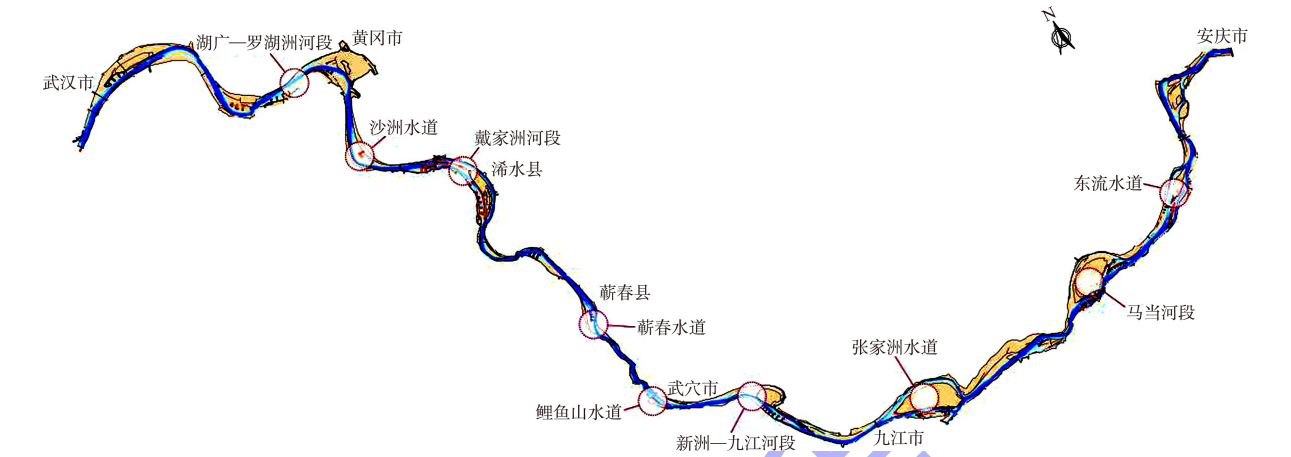 N
安庆市
湖广—罗湖洲河段
黄冈市
武汉市
沙洲水道
戴家洲河段
浠水县
东流水道
蕲春县
马当河段
蕲春水道
张家洲水道
武穴市
鲤鱼山水道
新洲—九江河段
九江市